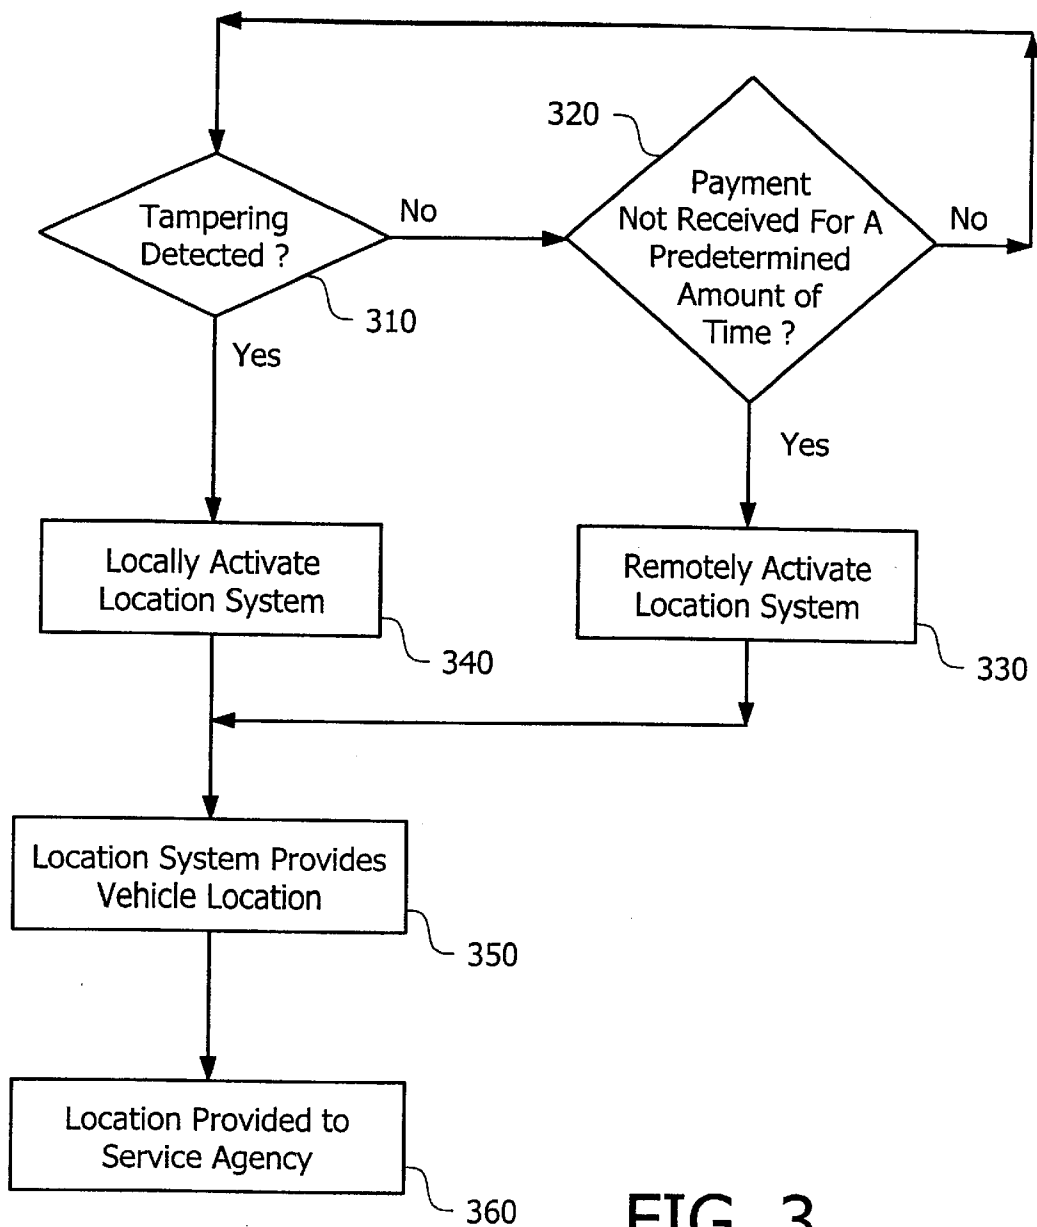 320
Payment
Not Received For A
Predetermined
Amount of
Time ?
No
Tampering
Detected ?
No
310
Yes
Yes
Locally Activate
Location System
340
Remotely Activate
Location System
330
Location System Provides
Vehicle Location
350
Location Provided to
Service Agency
360
FIG. 3